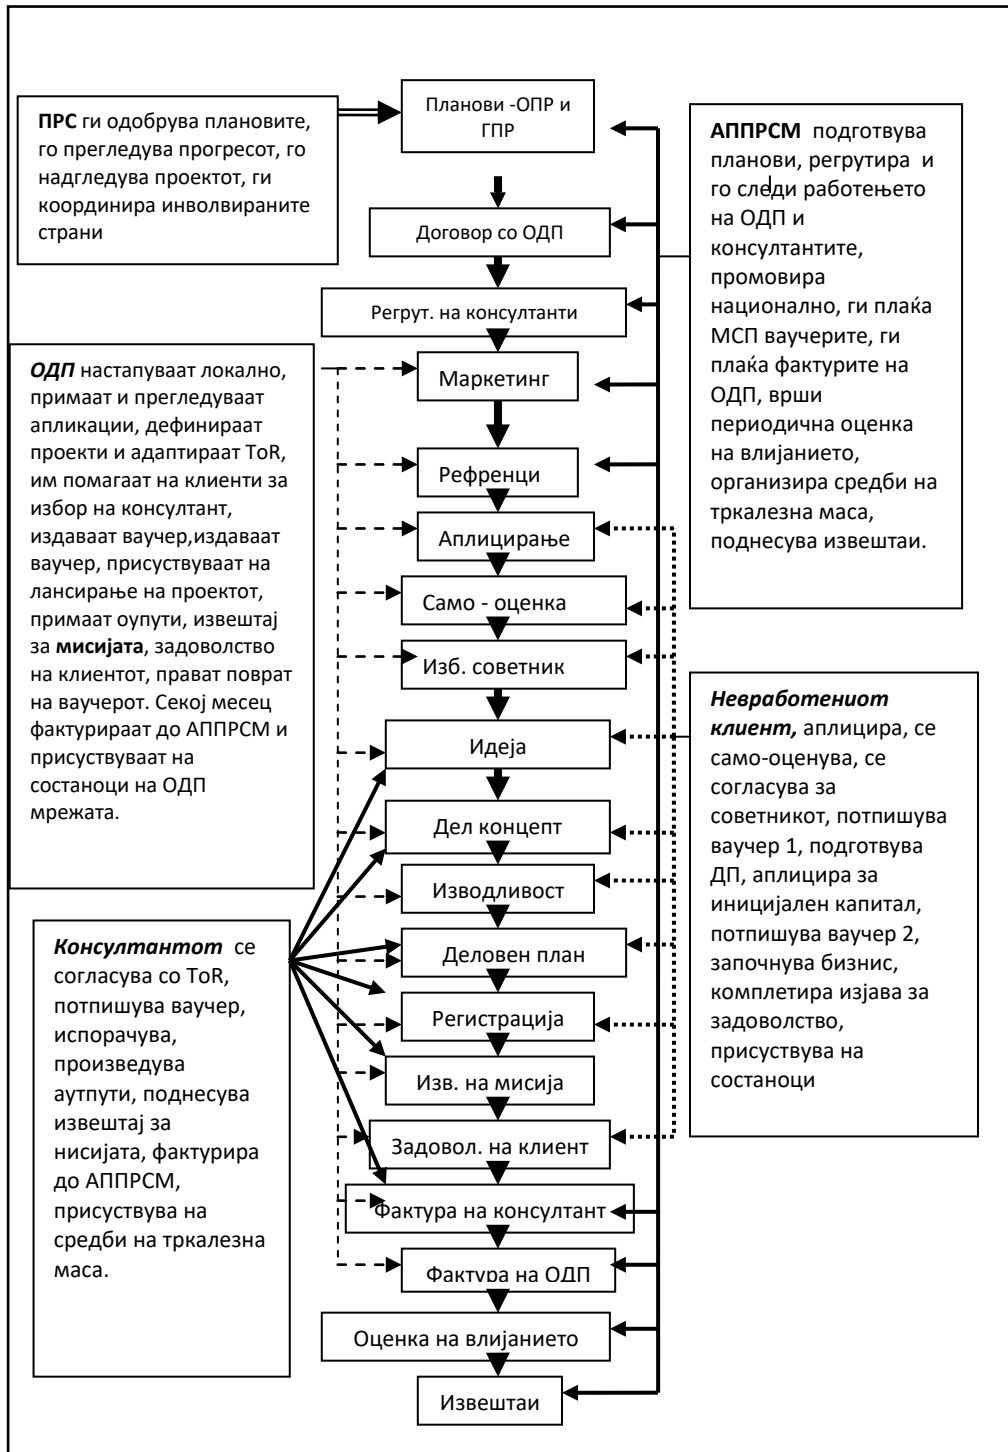 Планови -ОПР и
ГПР
ПРС ги одобрува плановите,
го прегледува прогресот, го
надгледува проектот, ги
координира инволвираните
страни
АППРСМ подготвува
планови, регрутира и
го следи работењето
на ОДП и
консултантите,
промовира
национално, ги плаќа
МСП ваучерите, ги
плаќа фактурите на
ОДП, врши
периодична оценка
на влијанието,
организира средби на
тркалезна маса,
поднесува извештаи.
Договор со ОДП
Регрут. на консултанти
Маркетинг
Рефренци
Аплицирање
Само - оценка
Изб. советник
Идеја
Дел концепт
Изводливост
Деловен план
Регистрација
Изв. на мисија
Задовол. на клиент
Фактура на консултант
Фактура на ОДП
Оценка на влијанието
Извештаи
ОДП настапуваат локално,
примаат и прегледуваат
апликации, дефинираат
проекти и адаптираат ToR,
им помагаат на клиенти за
избор на консултант,
издаваат ваучер,издаваат
ваучер, присуствуваат на
лансирање на проектот,
примаат оупути, извештај
за мисијата, задоволство
на клиентот, прават поврат
на ваучерот. Секој месец
фактурираат до АППРСМ и
присуствуваат на
состаноци на ОДП
мрежата.
Невработениот
клиент, аплицира, се
само-оценува, се
согласува за
советникот, потпишува
ваучер 1, подготвува
ДП, аплицира за
иницијален капитал,
потпишува ваучер 2,
започнува бизнис,
комплетира изјава за
задоволство,
присуствува на
состаноци
Консултантот се
согласува со ToR,
потпишува ваучер,
испорачува,
произведува
аутпути, поднесува
извештај за
нисијата, фактурира
до АППРСМ,
присуствува на
средби на тркалезна
маса.